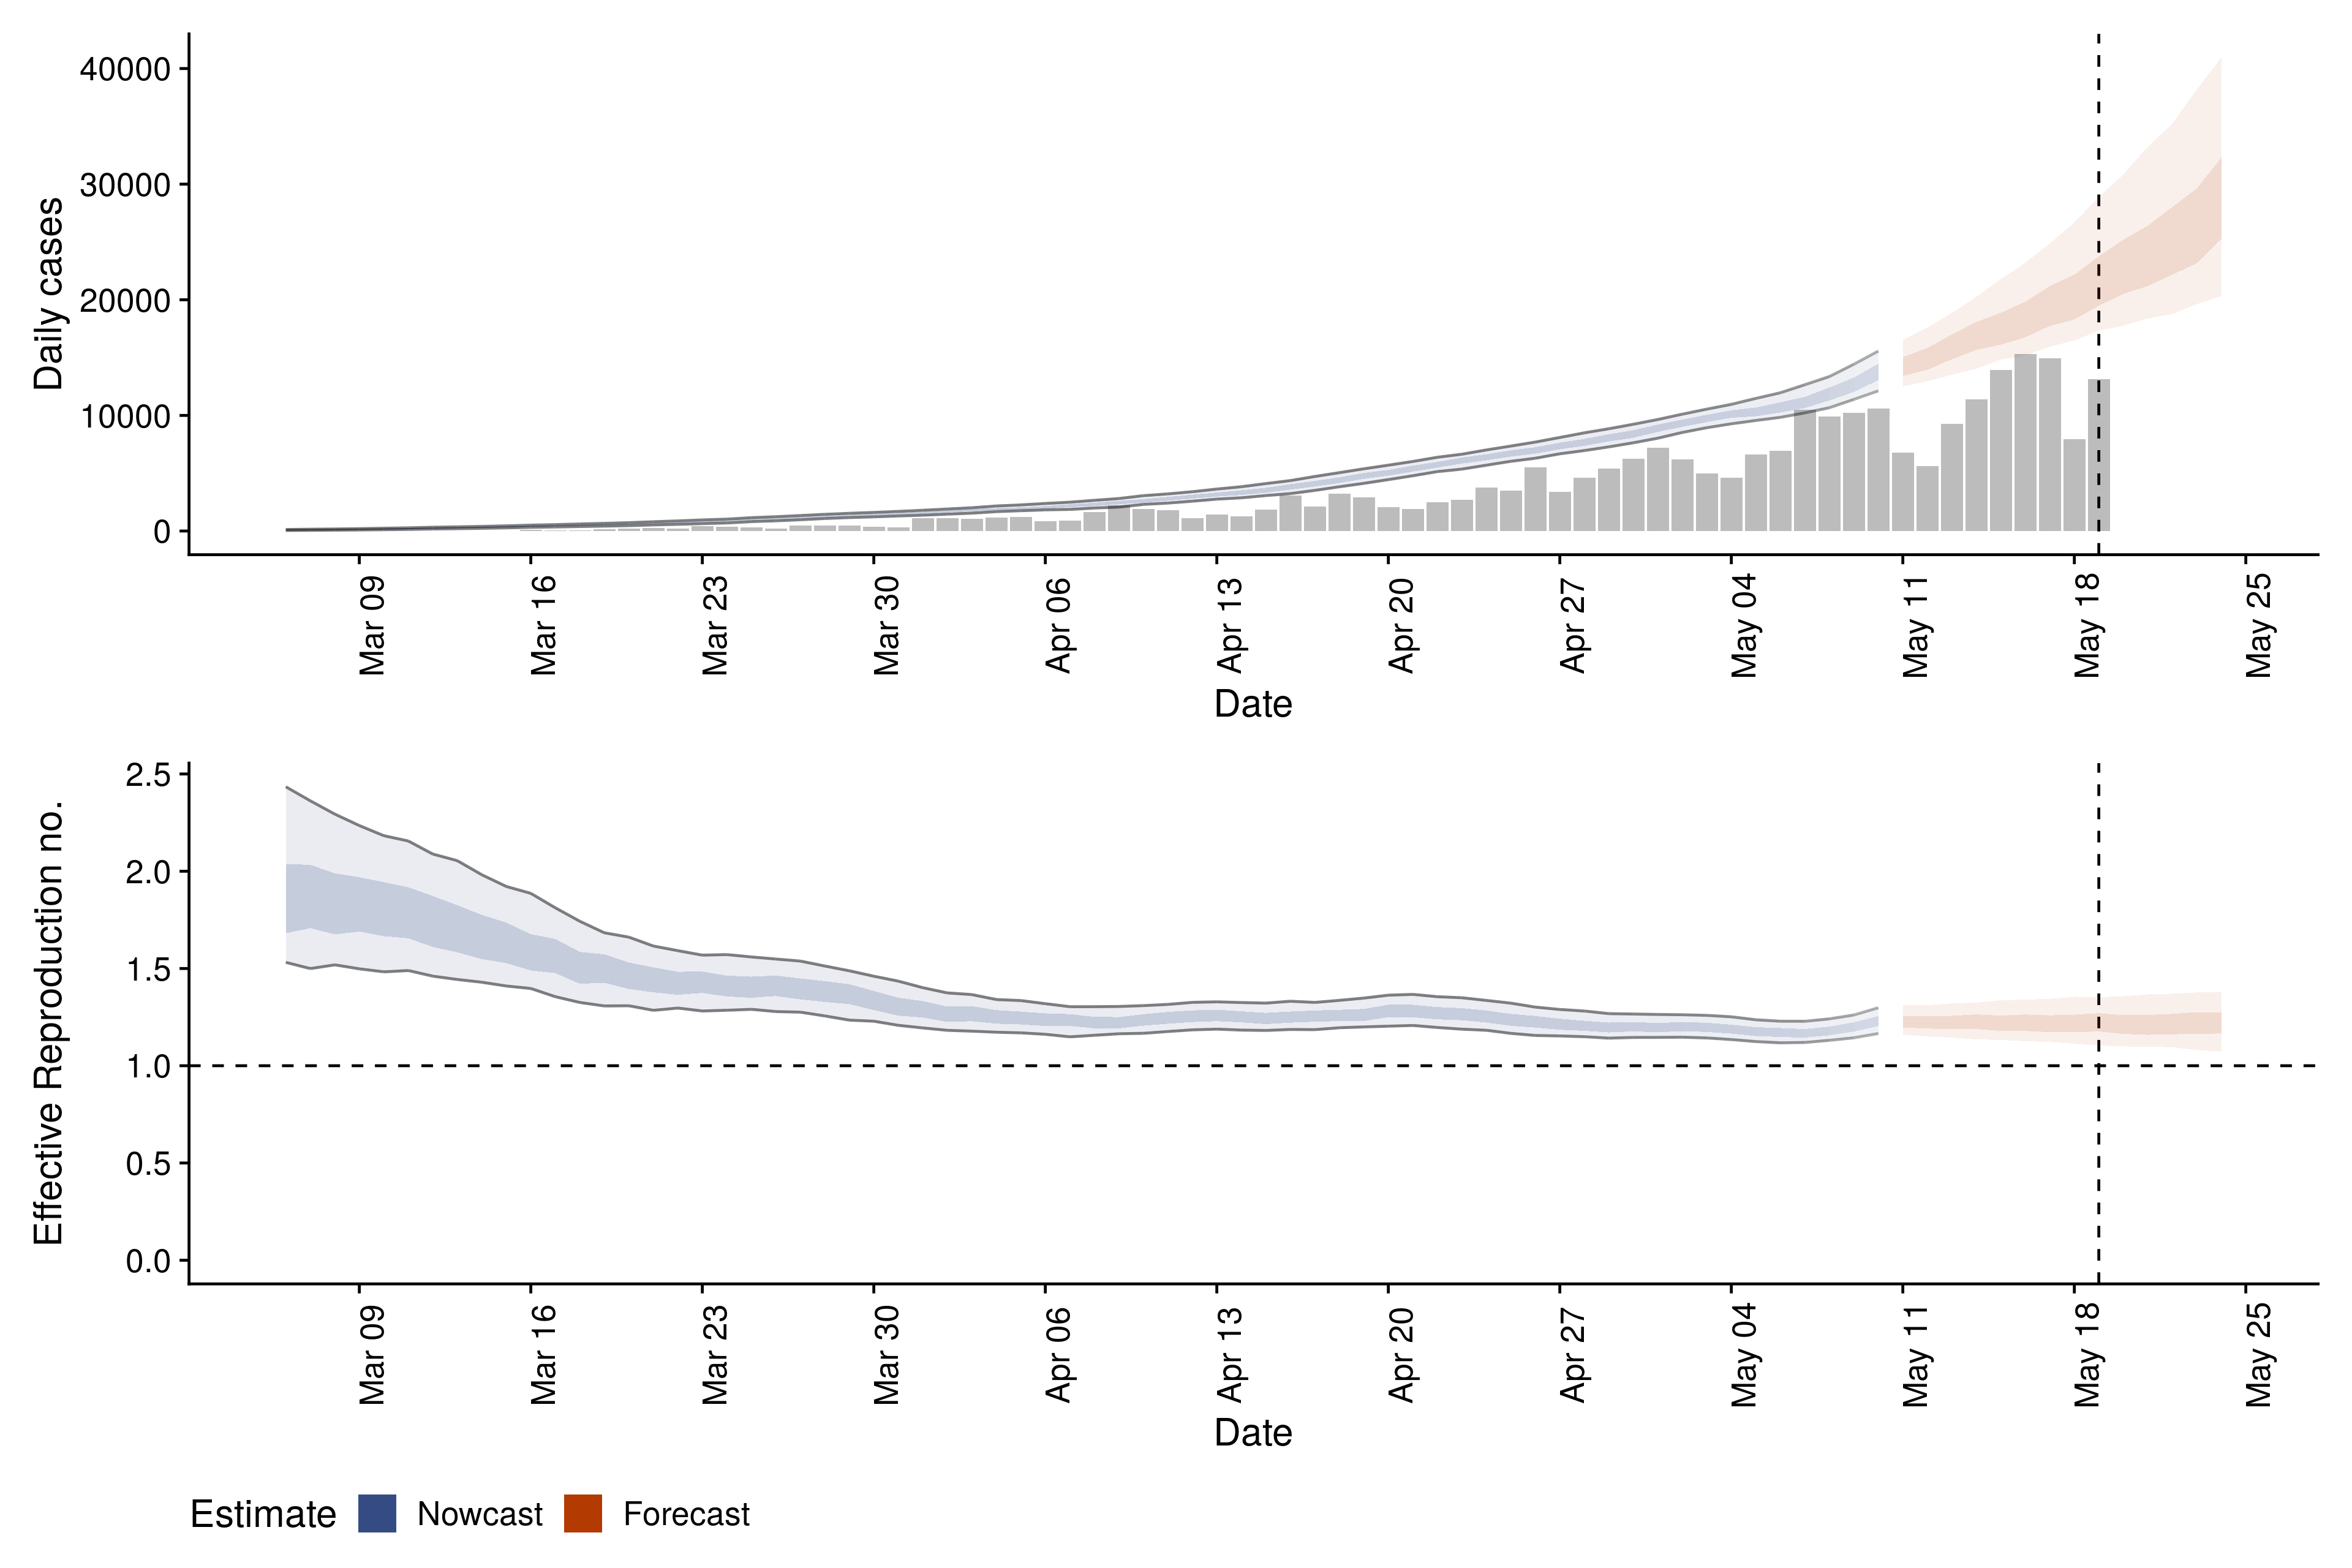 Daily cases
40000
30000
20000
10000
0
Mar 09
Mar 16
Mar 23
Mar 30
Apr 06
Apr 13
Apr 20
Apr 27
May 04
May 11
May 18
May 25
Date
Effective Reproduction no.
2.5
2.0
1.5
1.0
0.5
0.0
Mar 09
Mar 16
Mar 23
Mar 30
Apr 06
Apr 13
Apr 20
Apr 27
May 04
May 11
May 18
May 25
Date
Estimate Nowcast Forecast